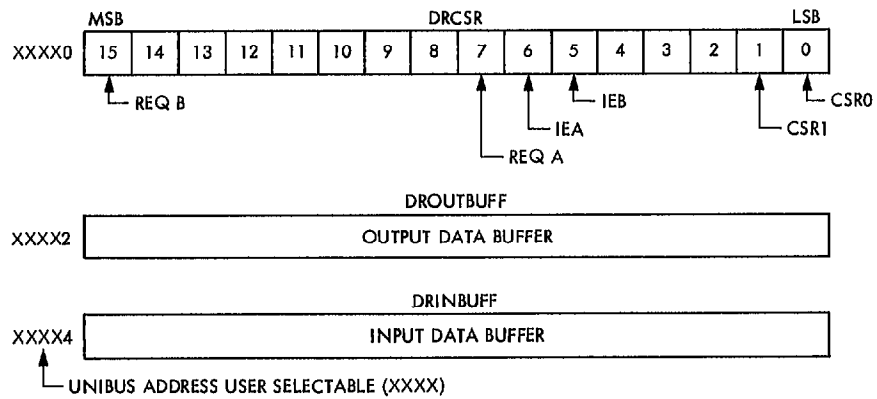 MSB DRCSR LSB
XXXX0 15 14 13 12 11 10 9 8 7 6 5 4 3 2 1 0
REQ B IEB CSR0
IEA CSR1
REQ A
DROUTBUFF
XXXX2 OUTPUT DATA BUFFER
DRINBUFF
XXXX4 INPUT DATA BUFFER
UNIBUS ADDRESS USER SELECTABLE (XXXX)